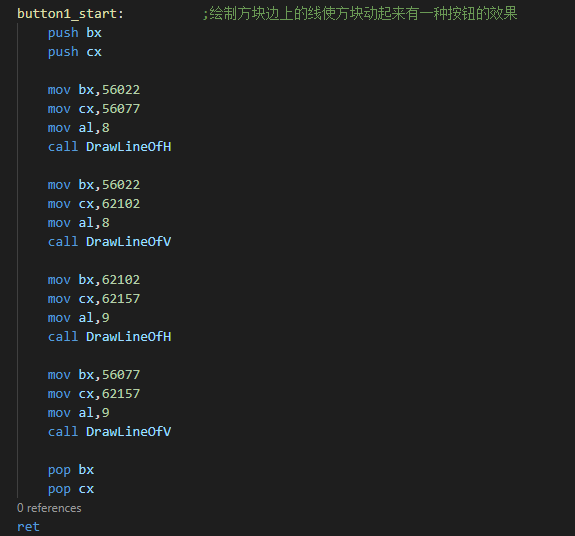 button1_start:          ;绘制方块边上的线使方块动起来有一种按钮的效果
    push bx
    push cx

    mov bx,56022
    mov cx,56077
    mov al,8
    call DrawLineOfH

    mov bx,56022
    mov cx,62102
    mov al,8
    call DrawLineOfV

    mov bx,62102
    mov cx,62157
    mov al,9
    call DrawLineOfH

    mov bx,56077
    mov cx,62157
    mov al,9
    call DrawLineOfV

    pop bx
    pop cx
0 references
ret